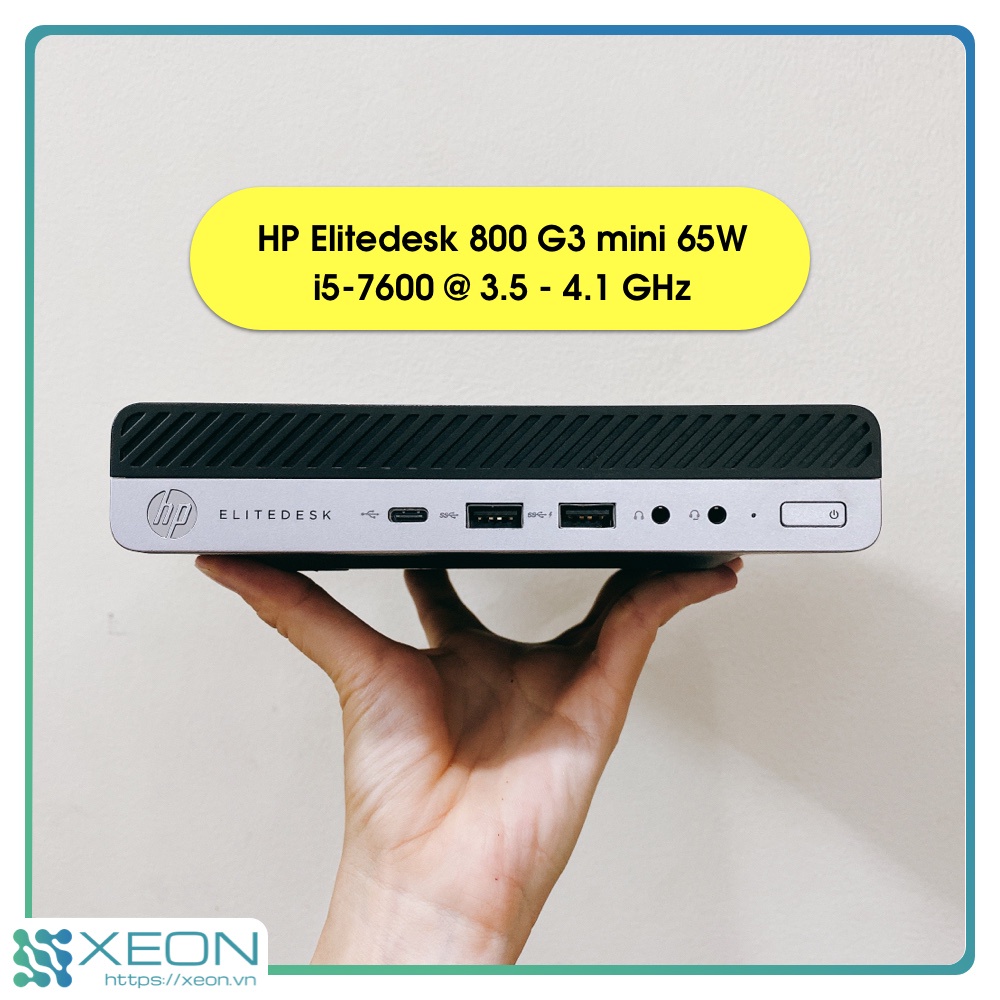 HP Elitedesk 800 G3 mini 65W
i5-7600 @ 3.5 - 4.1 GHz
hp ELITEDESK
XEON
https://xeon.vn